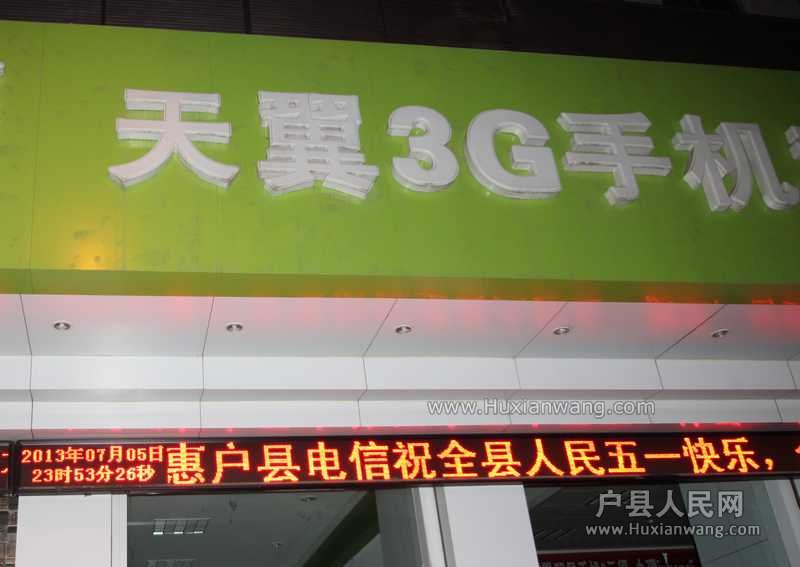 天翼3G手机
www.Huxianwang.com
2013年07月05日
23时53分26秒
惠户县电信祝全县人民五一快乐，
户县人民网
www.Huxianwang.com